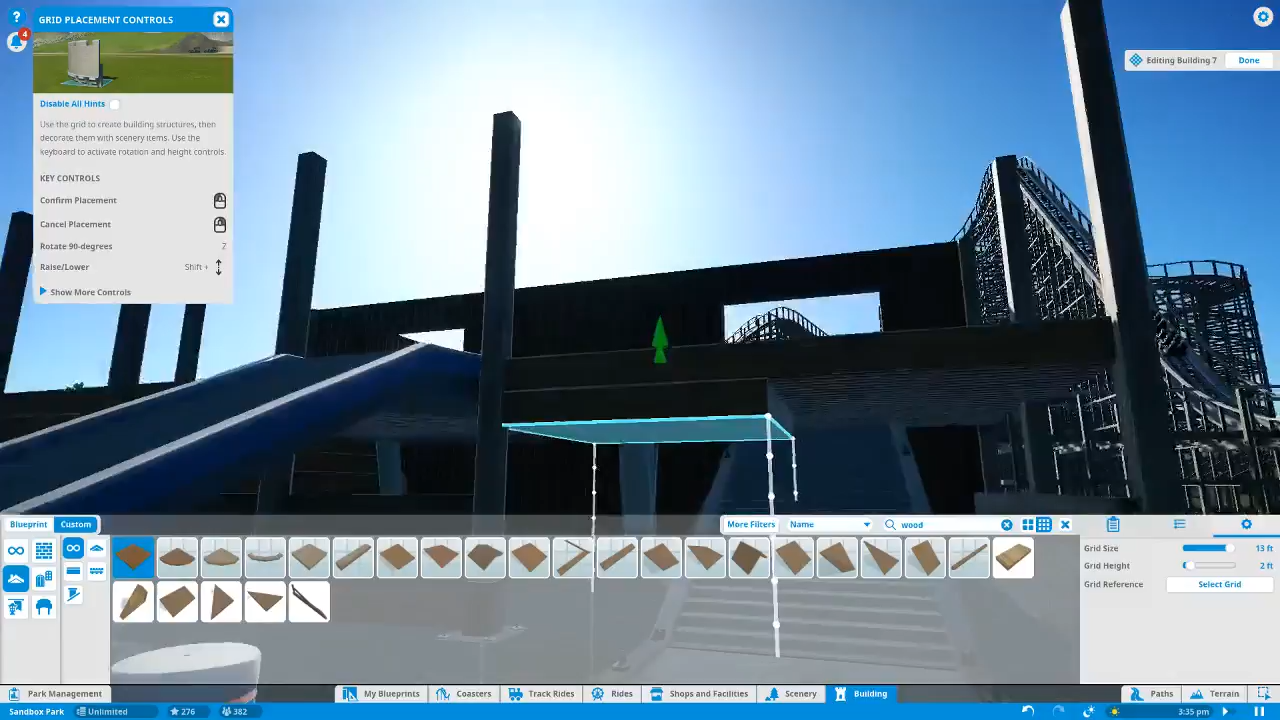 ?
GRID PLACEMENT CONTROLS
4
Disable All Hints
Use the grid to create building structures, then
decorate them with scenery items. Use the
keyboard to activate rotation and height controls.
KEY CONTROLS
Confirm Placement
Cancel Placement
Rotate 90-degrees Z
Raise/Lower Shift +
Show More Controls
Editing Building 7 Done
Blueprint Custom
More Filters Name wood
Grid Size 13 ft
Grid Height 2 ft
Grid Reference Select Grid
Park Management My Blueprints Coasters Track Rides Rides Shops and Facilities Scenery Building Paths Terrain
Sandbox Park Unlimited 276 382 3:35 pm